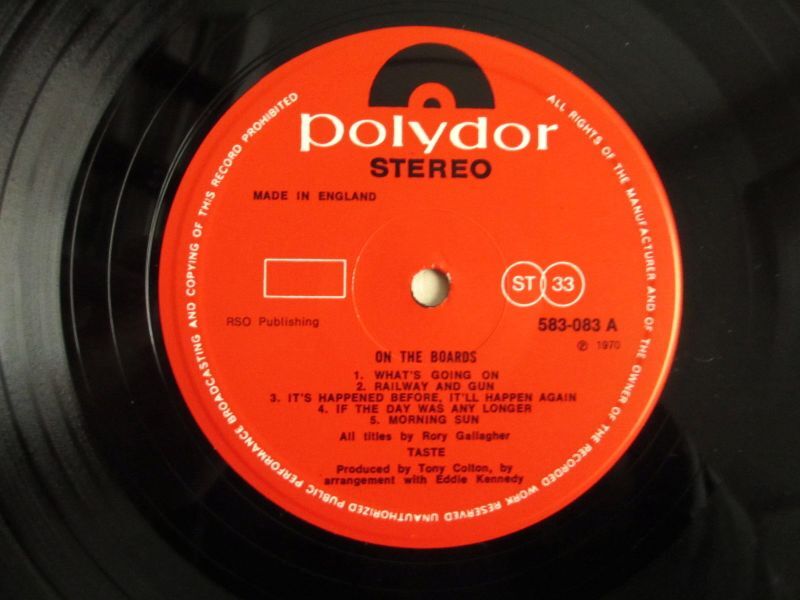 polydor
STEREO
MADE IN ENGLAND
RSO Publishing
ST 33
583-083 A
℗ 1970
ON THE BOARDS
1. WHAT'S GOING ON
2. RAILWAY AND GUN
3. IT'S HAPPENED BEFORE, IT'LL HAPPEN AGAIN
4. IF THE DAY WAS ANY LONGER
5. MORNING SUN
All titles by Rory Gallagher
TASTE
Produced by Tony Colton, by
arrangement with Eddie Kennedy
ALL RIGHTS OF THE MANUFACTURER AND OF THE OWNER OF THE RECORDED WORK RESERVED UNAUTHORIZED PUBLIC PERFORMANCE BROADCASTING AND COPYING OF THIS RECORD PROHIBITED